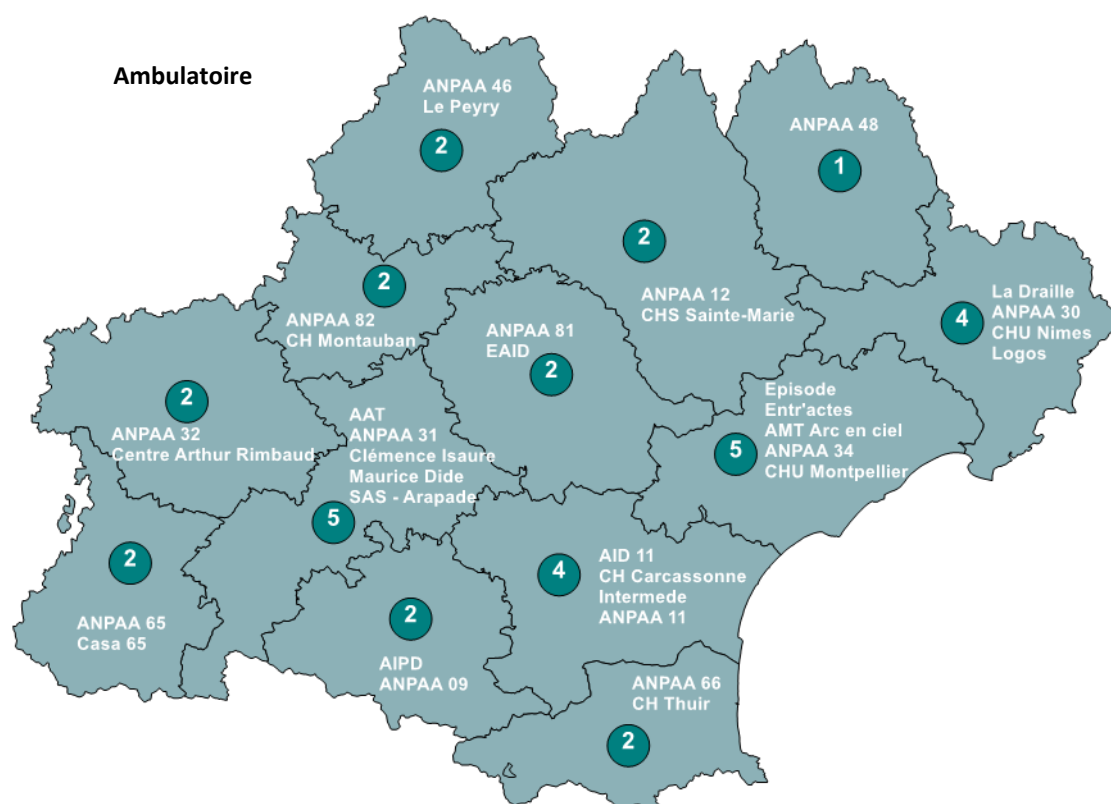 Ambulatoire
ANPAA 46
Le Peyry
2
ANPAA 48
1
2
ANPAA 12
CHS Sainte-Marie
2
ANPAA 82
CH Montauban
ANPAA 81
EAID
2
La Draille
ANPAA 30
CHU Nimes
Logos
4
2
ANPAA 32
Centre Arthur Rimbaud
AAT
ANPAA 31
Clémence Isaure
Maurice Dide
SAS - Arapade
5
Episode
Entr'actes
AMT Arc en ciel
ANPAA 34
CHU Montpellier
5
2
ANPAA 65
Casa 65
2
AIPD
ANPAA 09
4
AID 11
CH Carcassonne
Intermede
ANPAA 11
ANPAA 66
CH Thuir
2